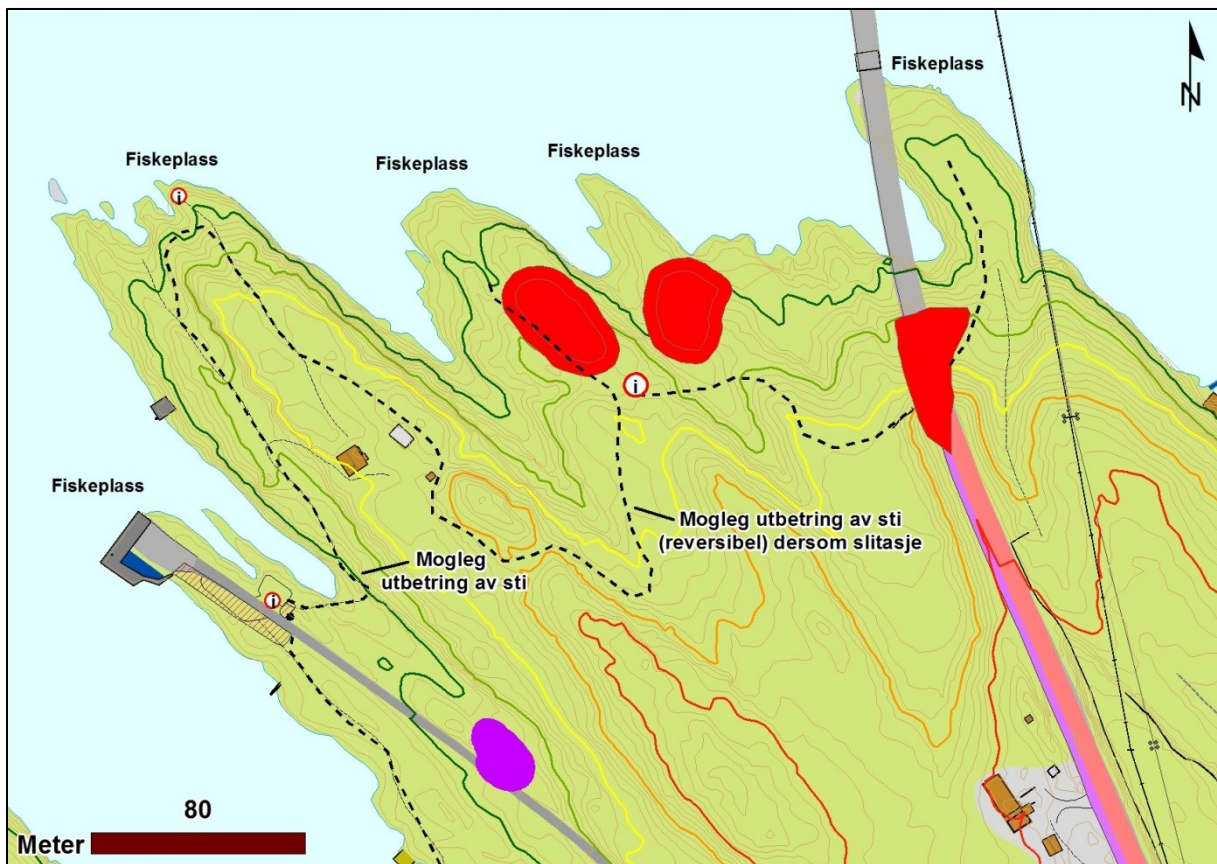 Fiskeplass
N
Fiskeplass
Fiskeplass
Fiskeplass
i
i
Fiskeplass
Mogleg utbetring av sti
(reversibel) dersom slitasje
Mogleg
utbetring av sti
i
80
Meter